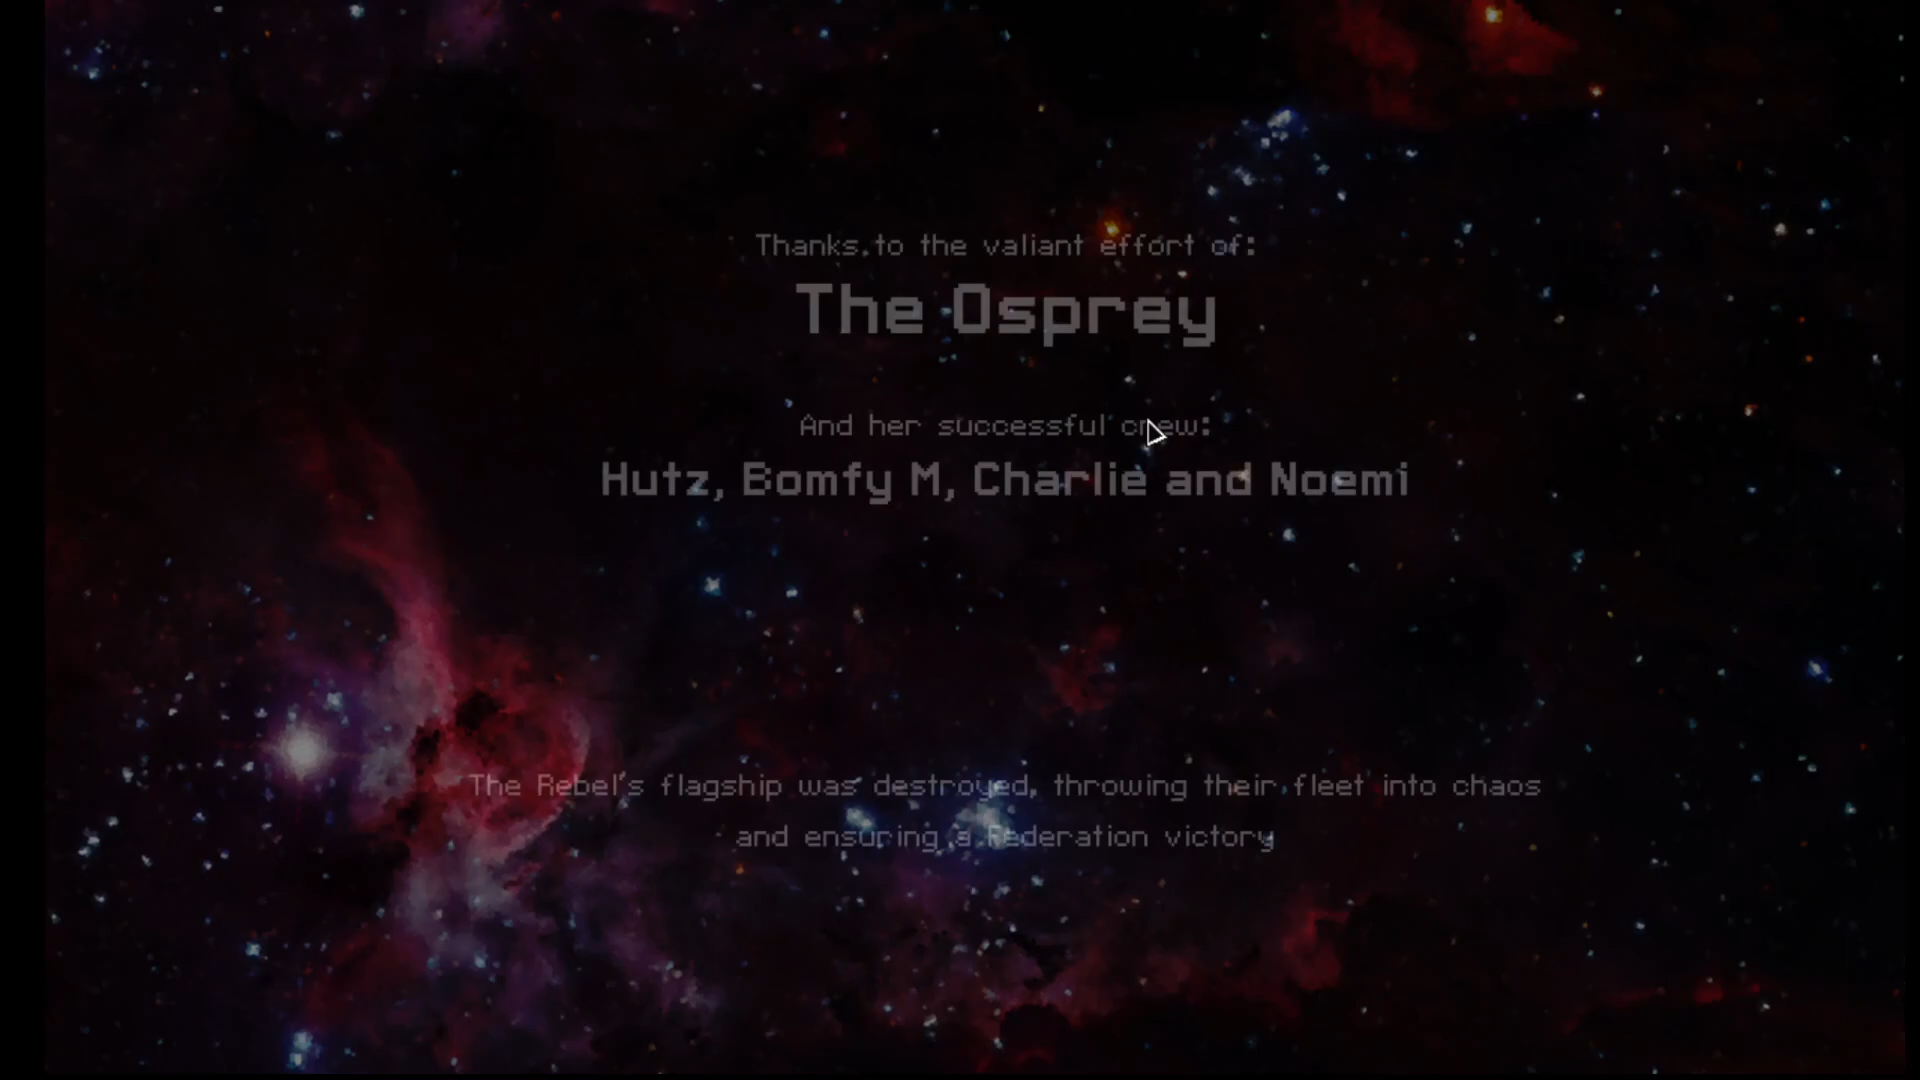 Thanks to the valiant effort of:
The Osprey
And her successful crew:
Hutz, Bomfy M, Charlie and Noemi
The Rebel's flagship was destroyed, throwing their fleet into chaos
and ensuring a Federation victory